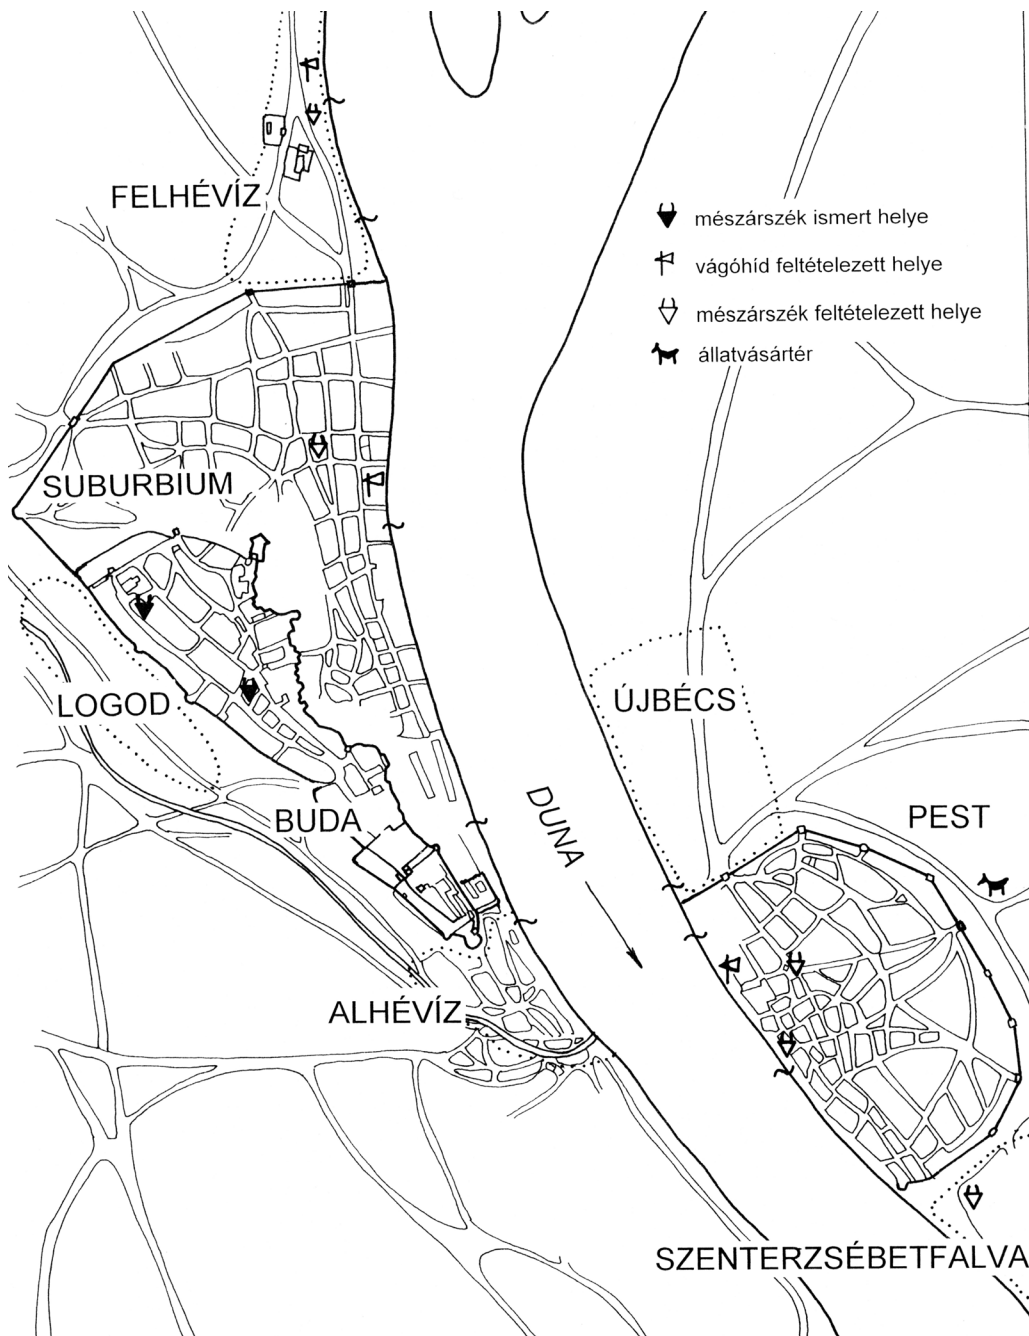 FELHÉVÍZ
mészárszék ismert helye
vágóhíd feltételezett helye
mészárszék feltételezett helye
állatvásártér
SUBURBIUM
LOGOD
ÚJBÉCS
BUDA
DUNA
PEST
ALHÉVÍZ
SZENTERZSÉBETFALVA